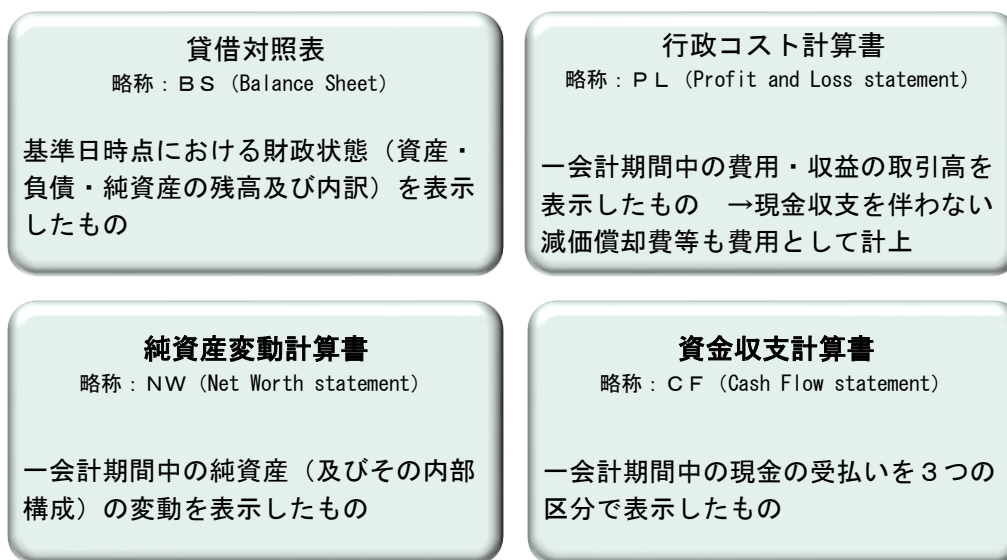 貸借対照表
略称：ＢＳ（Balance Sheet）
基準日時点における財政状態（資産・
負債・純資産の残高及び内訳）を表示
したもの
行政コスト計算書
略称：ＰＬ（Profit and Loss statement）
一会計期間中の費用・収益の取引高を
表示したもの　→現金収支を伴わない
減価償却費等も費用として計上
純資産変動計算書
略称：ＮＷ（Net Worth statement）
一会計期間中の純資産（及びその内部
構成）の変動を表示したもの
資金収支計算書
略称：ＣＦ（Cash Flow statement）
一会計期間中の現金の受払いを３つの
区分で表示したもの